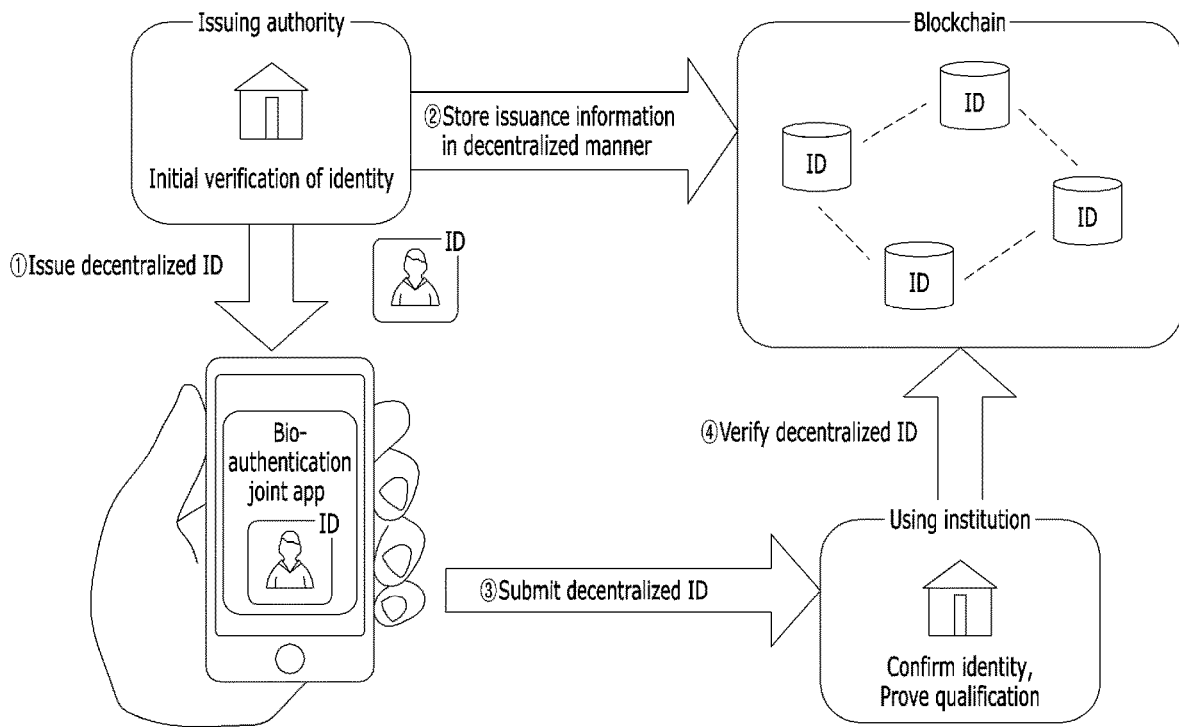 Issuing authority
Initial verification of identity
②Store issuance information
in decentralized manner
Blockchain
ID
ID
ID
ID
①Issue decentralized ID
ID
Bio-
authentication
joint app
ID
③Submit decentralized ID
④Verify decentralized ID
Using institution
Confirm identity,
Prove qualification